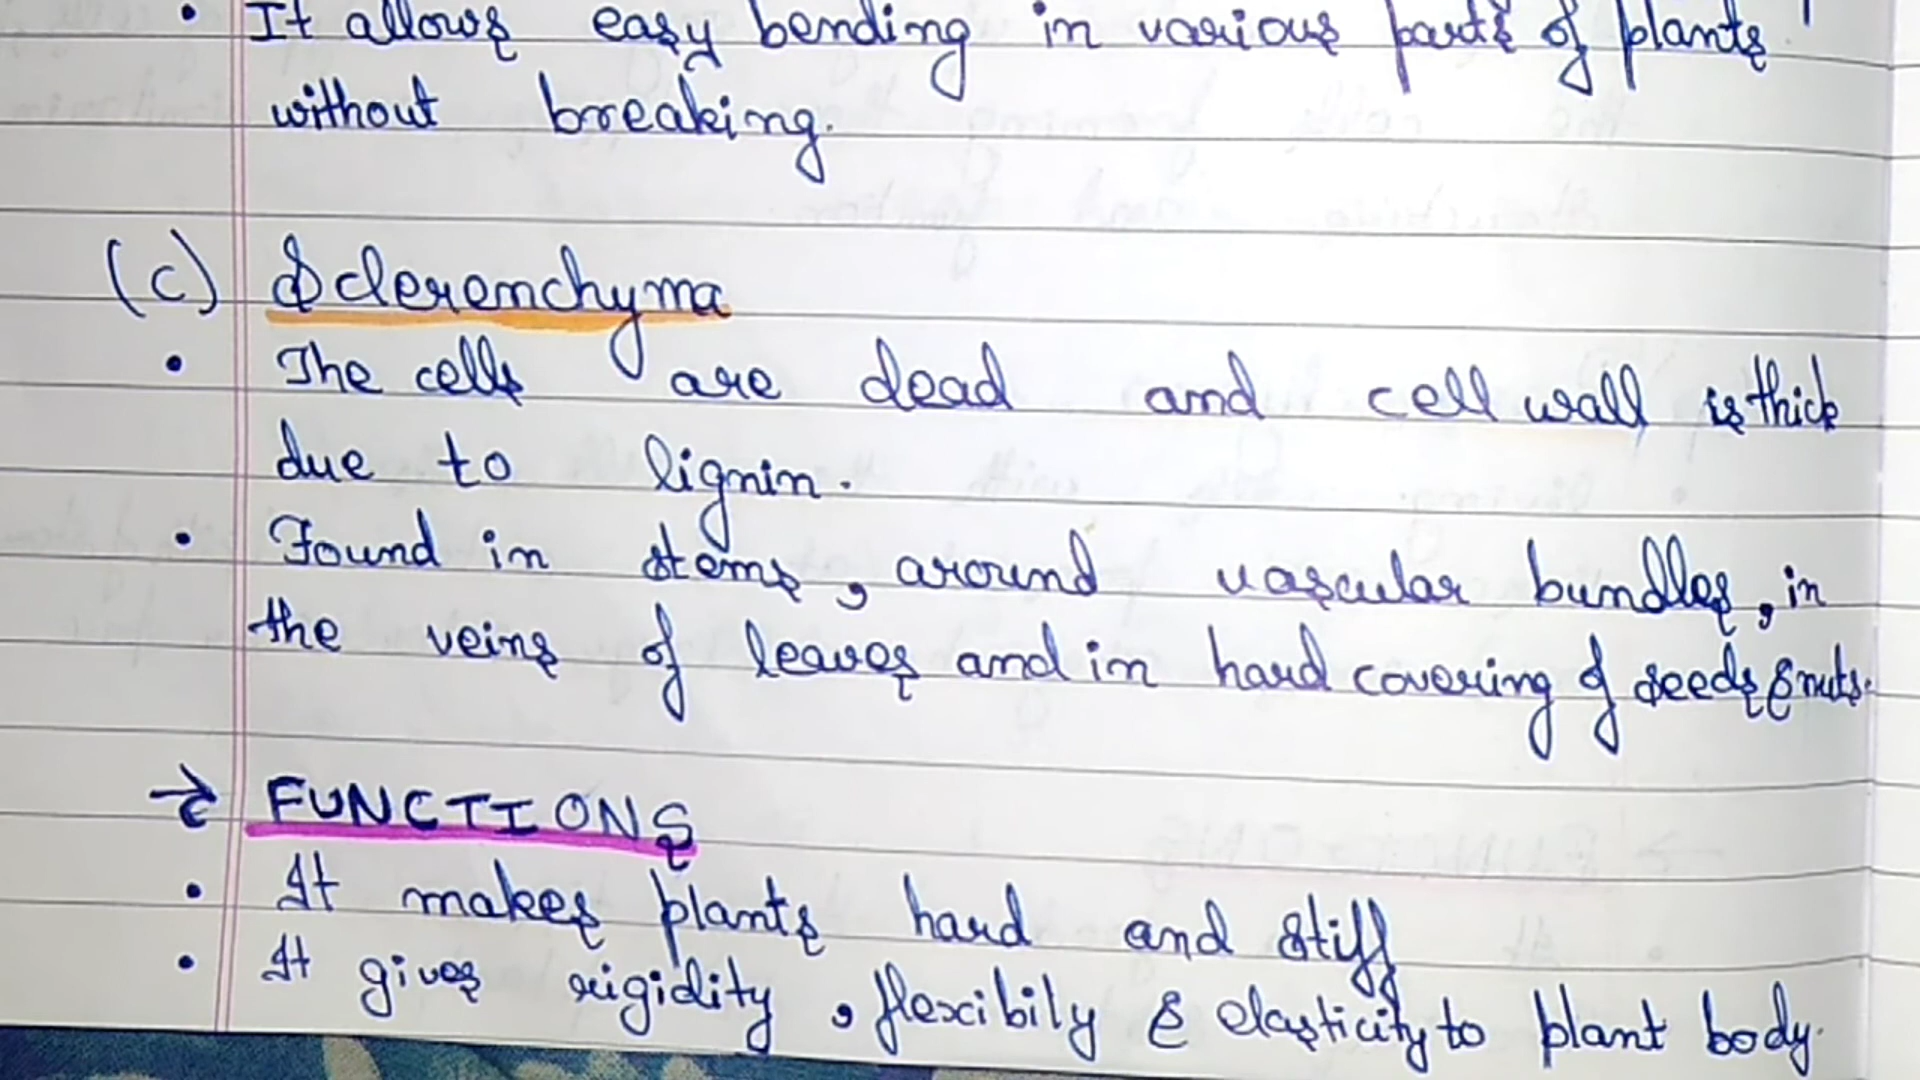 • It allows easy bending in various parts of plants
without breaking.
(c) Sclerenchyma
• The cells are dead and cell wall is thick
due to lignin.
• Found in stems, around vascular bundles, in
the veins of leaves and in hard covering of seeds & nuts.
→ FUNCTIONS
• It makes plants hard and stiff
• It gives rigidity, flexibily & elasticity to plant body.